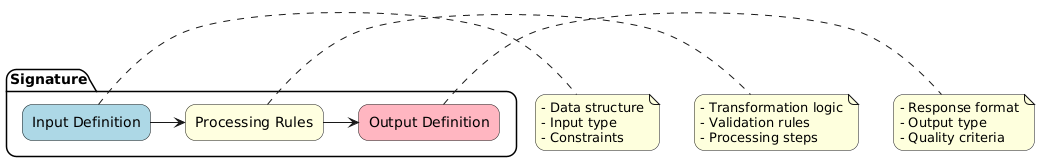 Signature
Input Definition
Processing Rules
Output Definition
- Data structure
- Input type
- Constraints
- Transformation logic
- Validation rules
- Processing steps
- Response format
- Output type
- Quality criteria